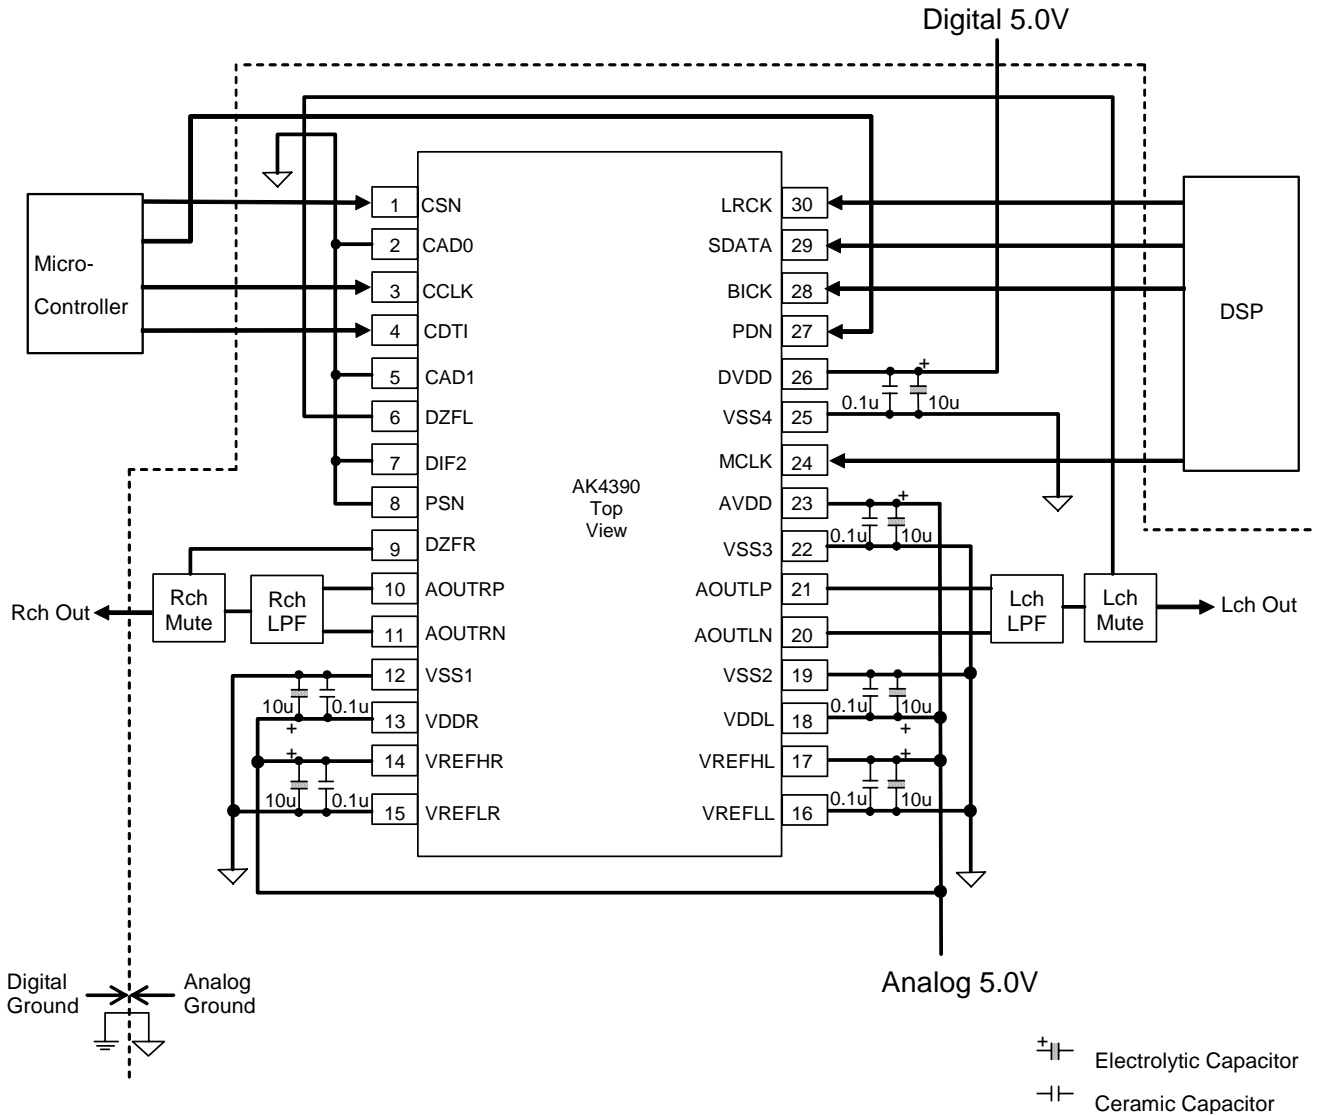 Digital 5.0V
Micro-
Controller
1 CSN
2 CAD0
3 CCLK
4 CDTI
5 CAD1
6 DZFL
7 DIF2
8 PSN
9 DZFR
10 AOUTRP
11 AOUTRN
12 VSS1
13 VDDR
14 VREFHR
15 VREFLR
AK4390
Top
View
LRCK 30
SDATA 29
BICK 28
PDN 27
DVDD 26
VSS4 25
MCLK 24
AVDD 23
VSS3 22
AOUTLP 21
AOUTLN 20
VSS2 19
VDDL 18
VREFHL 17
VREFLL 16
DSP
+
0.1u 10u
+
0.1u 10u
0.1u 10u
+
+
0.1u 10u
10u 0.1u
+
+
10u 0.1u
Rch Out
Rch
Mute
Rch
LPF
Lch
LPF
Lch
Mute
Lch Out
Analog 5.0V
Digital
Ground
Analog
Ground
+
Electrolytic Capacitor
Ceramic Capacitor